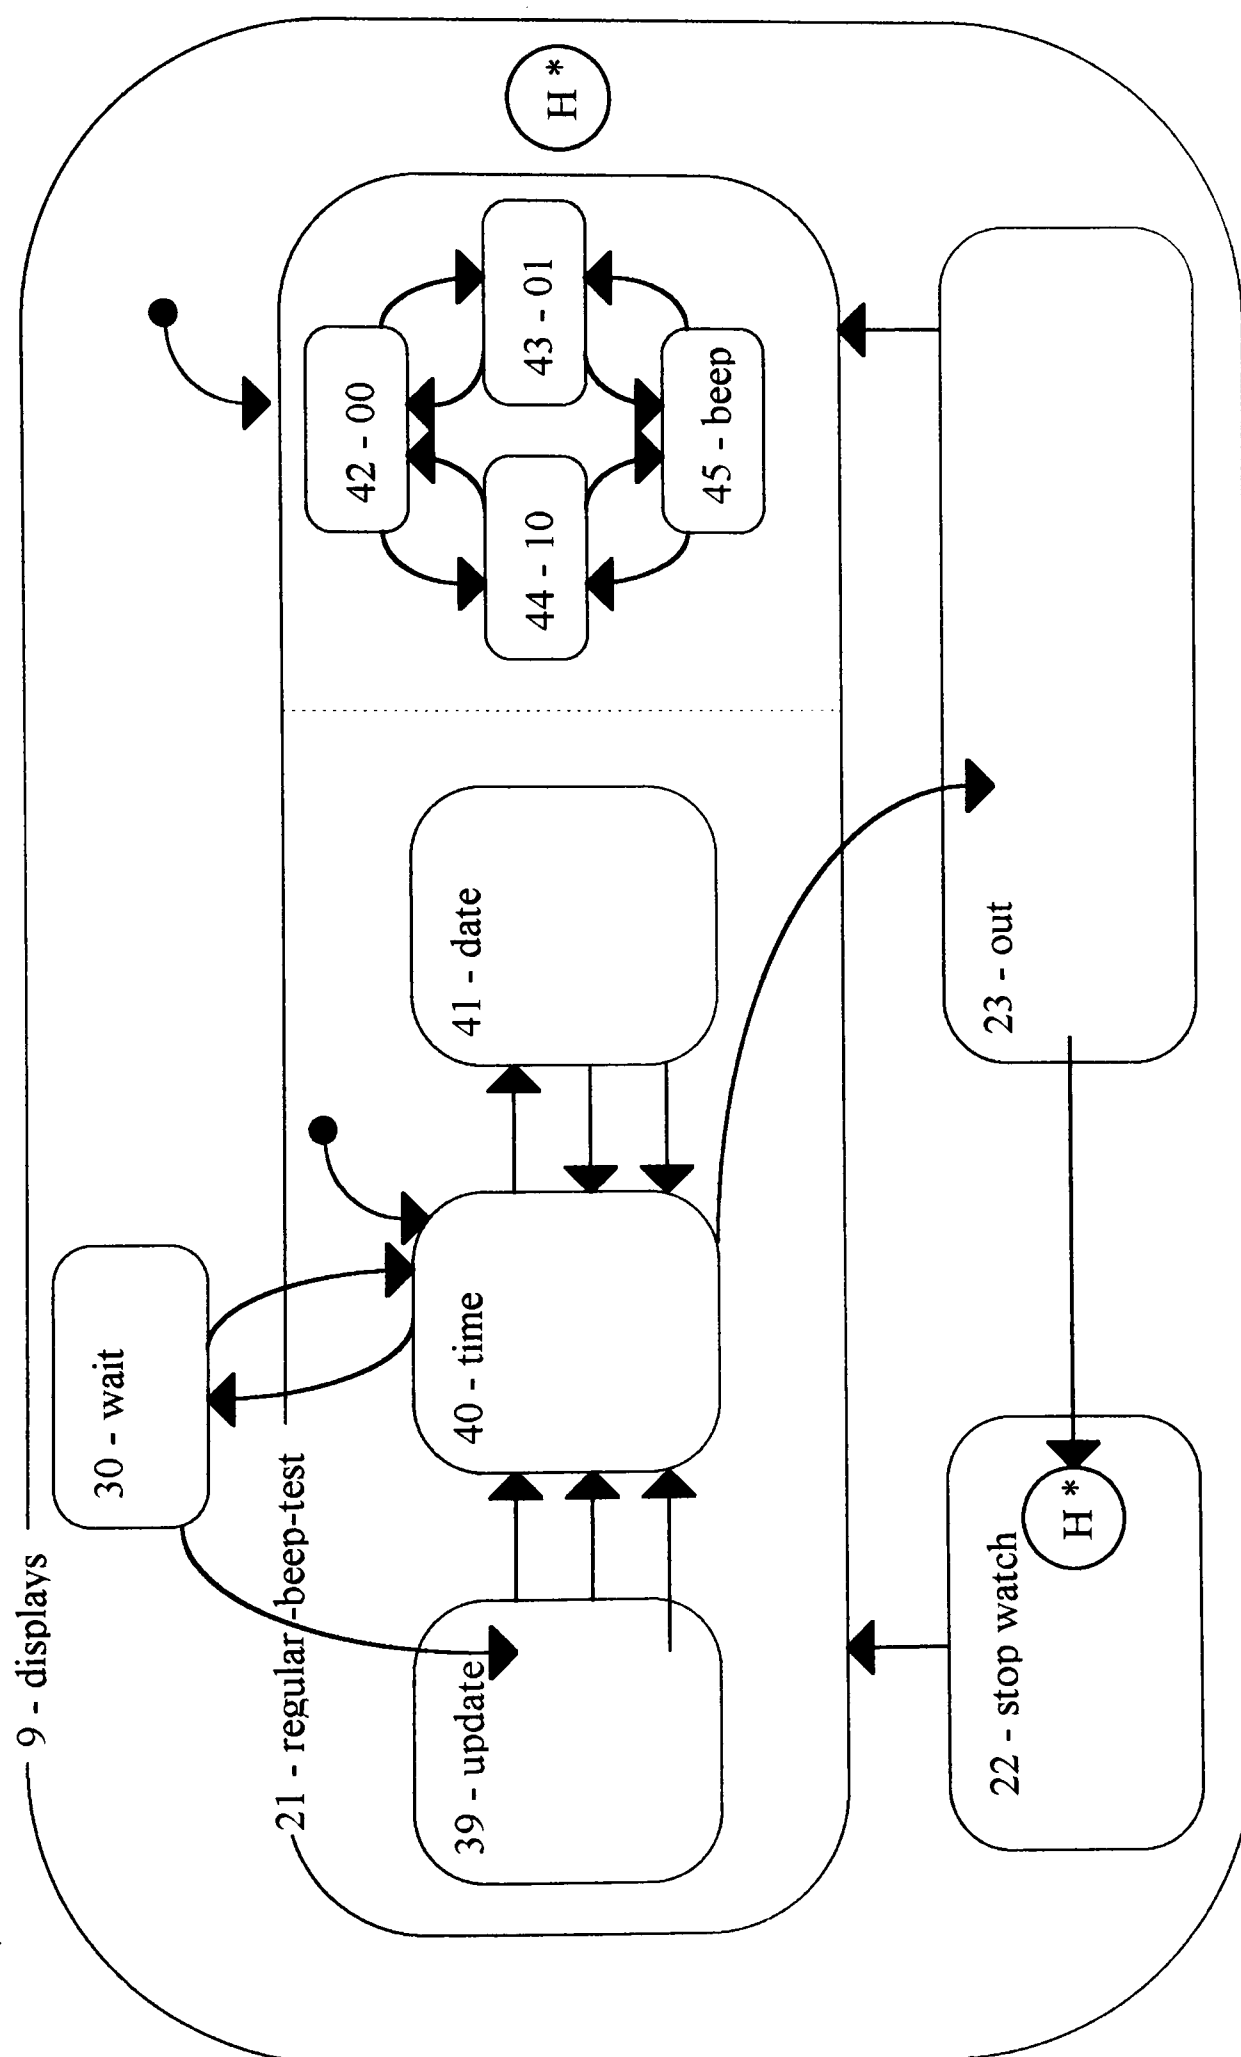 9 - displays
30 - wait
21 - regular-beep-test
39 - update
40 - time
41 - date
42 - 00
44 - 10
43 - 01
45 - beep
H *
22 - stop watch
H *
23 - out